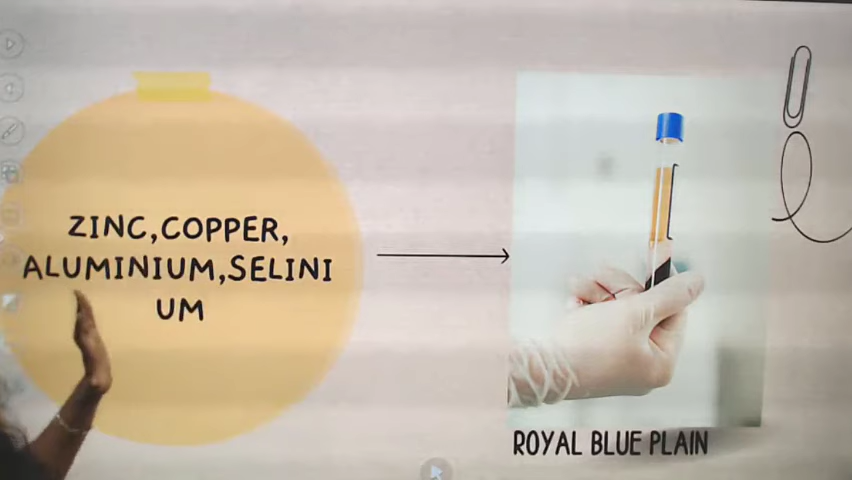 ZINC,COPPER,
ALUMINIUM,SELINI
UM
ROYAL BLUE PLAIN